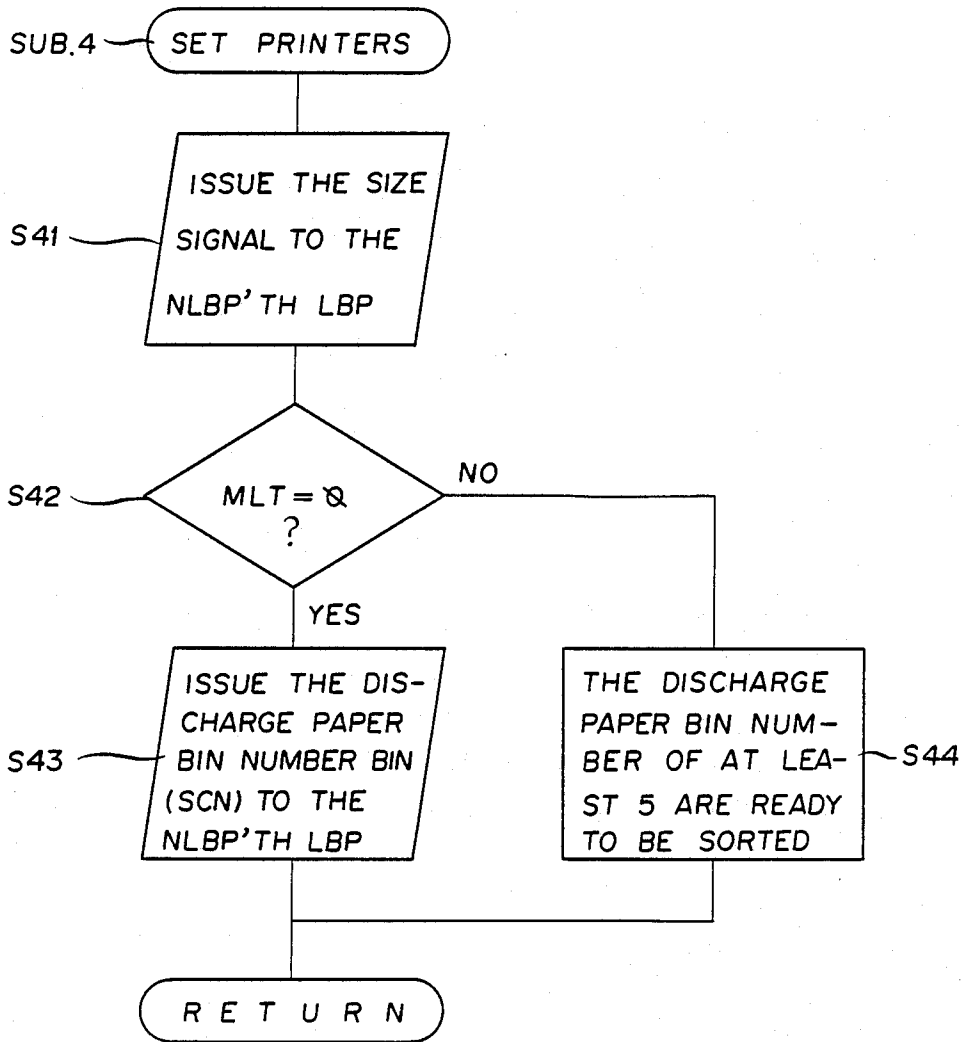 SUB.4
SET PRINTERS
S41
ISSUE THE SIZE
SIGNAL TO THE
NLBP'TH LBP
S42
MLT = 0
?
NO
YES
S43
ISSUE THE DIS-
CHARGE PAPER
BIN NUMBER BIN
(SCN) TO THE
NLBP'TH LBP
THE DISCHARGE
PAPER BIN NUM-
BER OF AT LEA-
ST 5 ARE READY
TO BE SORTED
S44
RETURN